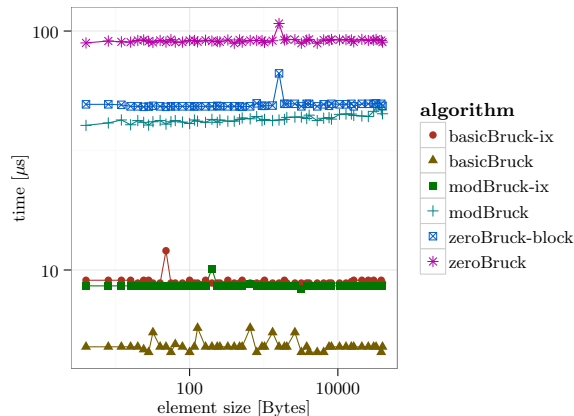 100
10
time [µs]
100
10000
element size [Bytes]
algorithm
basicBruck-ix
basicBruck
modBruck-ix
modBruck
zeroBruck-block
zeroBruck